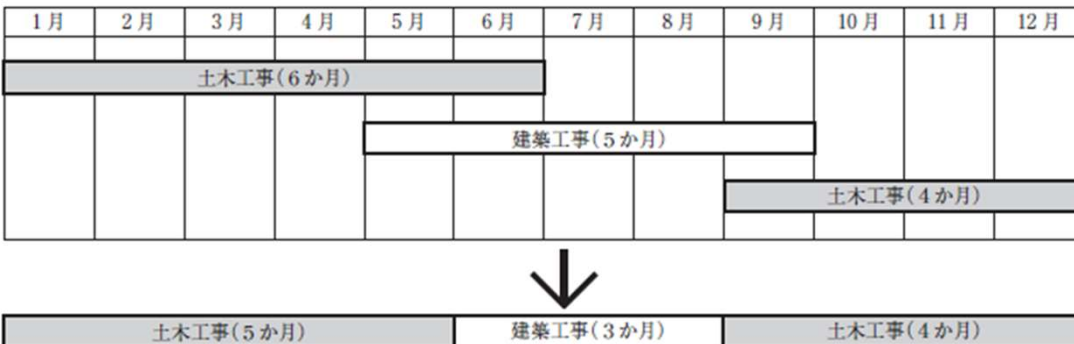 1月 2月 3月 4月 5月 6月 7月 8月 9月 10月 11月 12月
土木工事(6か月)
建築工事(5か月)
土木工事(4か月)
土木工事(5か月) 建築工事(3か月) 土木工事(4か月)